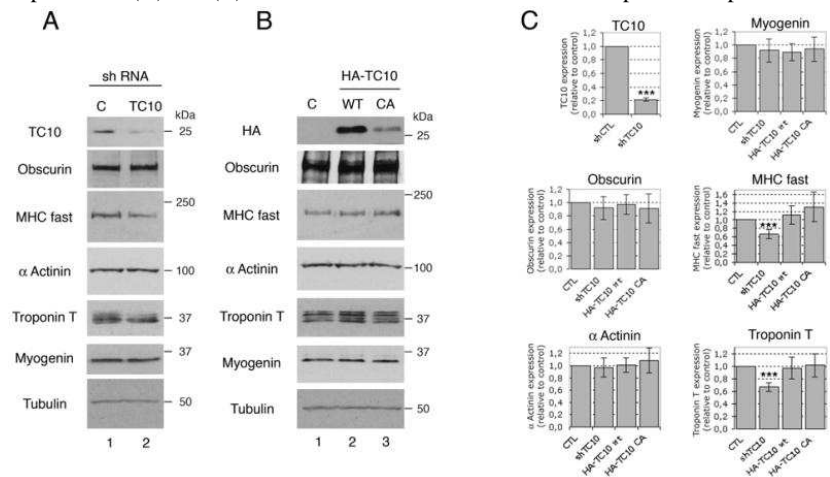 A
sh RNA
C TC10
kDa
TC10
25
Obscurin
250
MHC fast
α Actinin
100
Troponin T
37
Myogenin
37
Tubulin
50
1 2
B
HA-TC10
C WT CA
kDa
HA
25
Obscurin
250
MHC fast
α Actinin
100
Troponin T
37
Myogenin
37
Tubulin
50
1 2 3
C
TC10
TC10 expression
(relative to control)
1,2
1,0
0,8
0,6
0,4
0,2
0,0
***
shCTL
shTC10
Myogenin
Myogenin expression
(relative to control)
1,2
1,0
0,8
0,6
0,4
0,2
0,0
CTL
shTC10
HA-TC10 wt
HA-TC10 CA
Obscurin
Obscurin expression
(relative to control)
1,2
1,0
0,8
0,6
0,4
0,2
0,0
CTL
shTC10
HA-TC10 wt
HA-TC10 CA
MHC fast
MHC fast expression
(relative to control)
1,6
1,4
1,2
1,0
0,8
0,6
0,4
0,2
0,0
***
CTL
shTC10
HA-TC10 wt
HA-TC10 CA
α Actinin
α Actinin expression
(relative to control)
1,2
1,0
0,8
0,6
0,4
0,2
0,0
CTL
shTC10
HA-TC10 wt
HA-TC10 CA
Troponin T
Troponin T expression
(relative to control)
1,2
1,0
0,8
0,6
0,4
0,2
0,0
***
CTL
shTC10
HA-TC10 wt
HA-TC10 CA